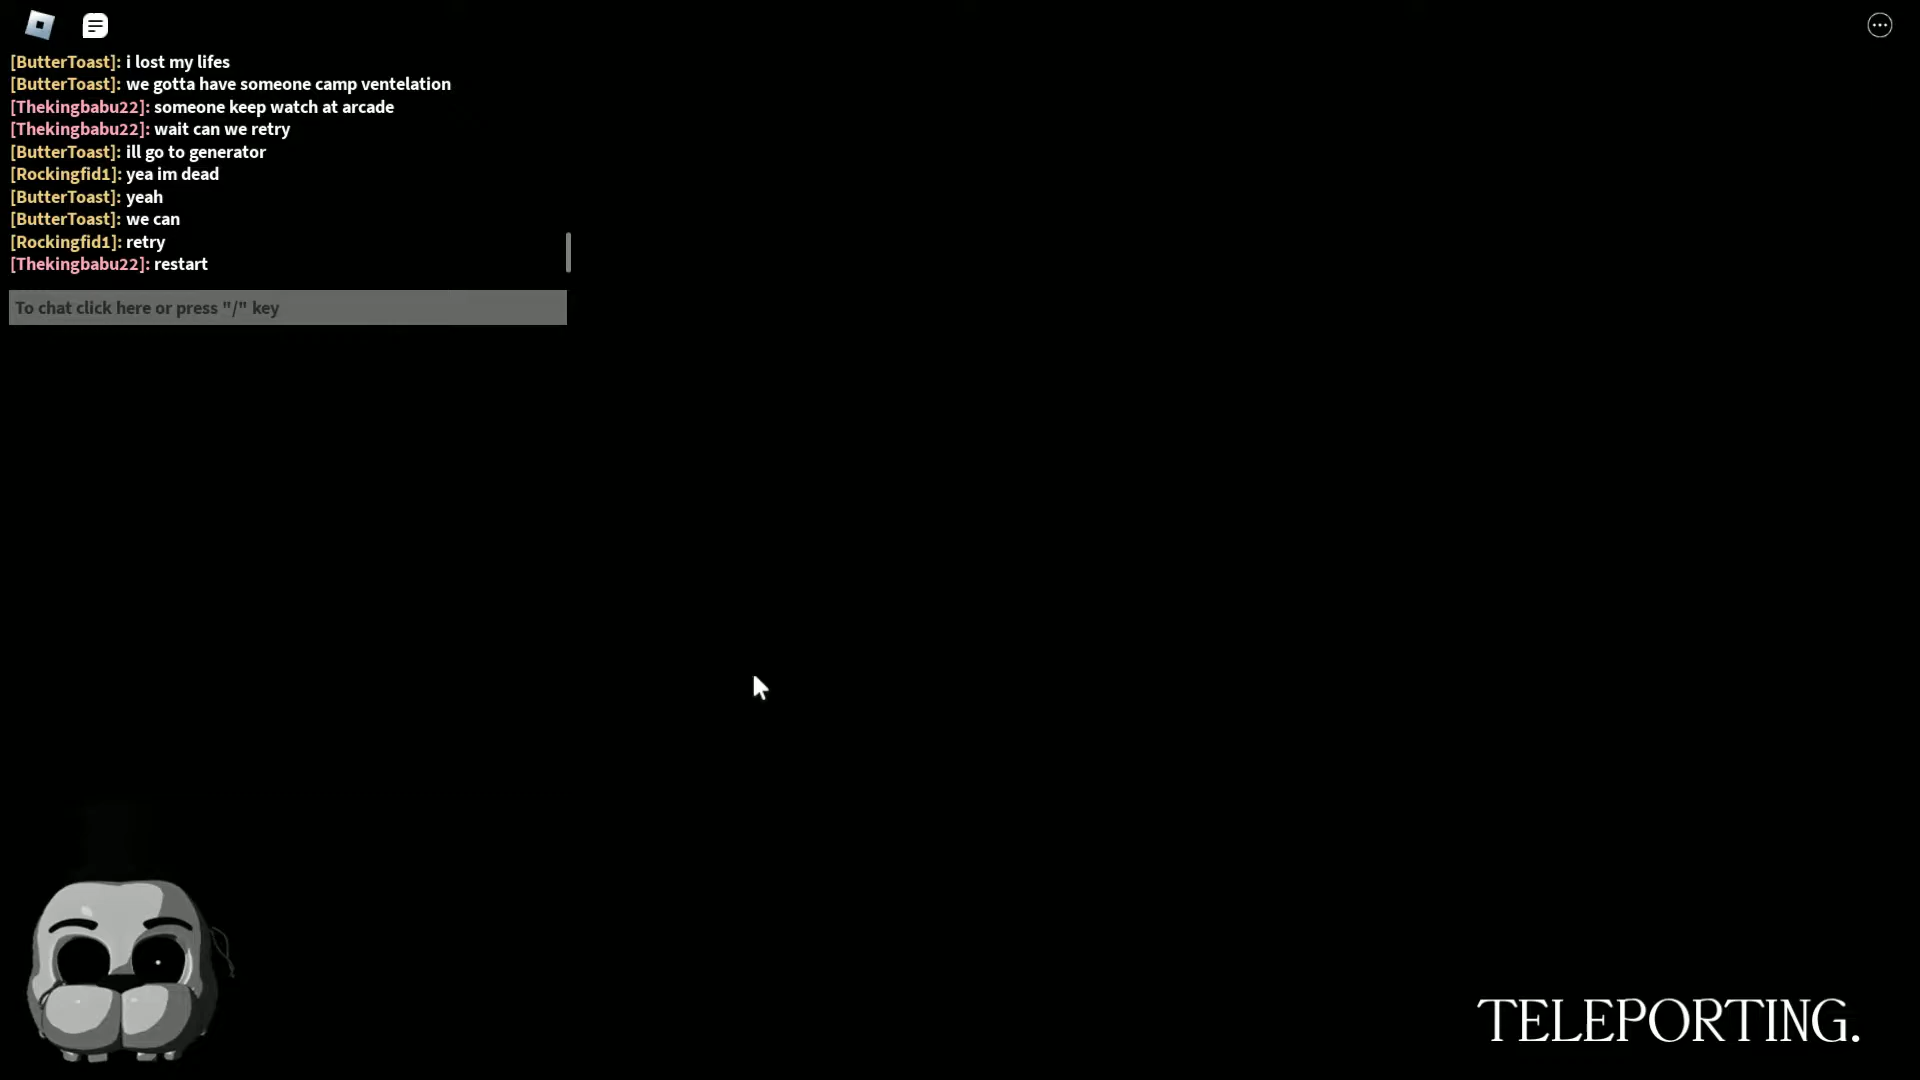 [ButterToast]: i lost my lifes
[ButterToast]: we gotta have someone camp ventelation
[Thekingbabu22]: someone keep watch at arcade
[Thekingbabu22]: wait can we retry
[ButterToast]: ill go to generator
[Rockingfid1]: yea im dead
[ButterToast]: yeah
[ButterToast]: we can
[Rockingfid1]: retry
[Thekingbabu22]: restart
To chat click here or press "/" key
TELEPORTING.